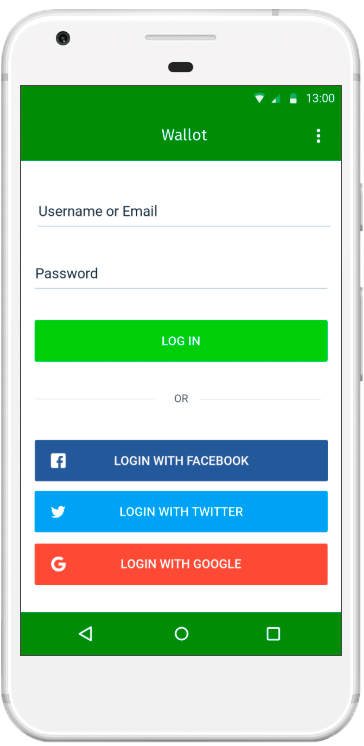 13:00
Wallot
Username or Email
Password
LOG IN
OR
LOGIN WITH FACEBOOK
LOGIN WITH TWITTER
LOGIN WITH GOOGLE